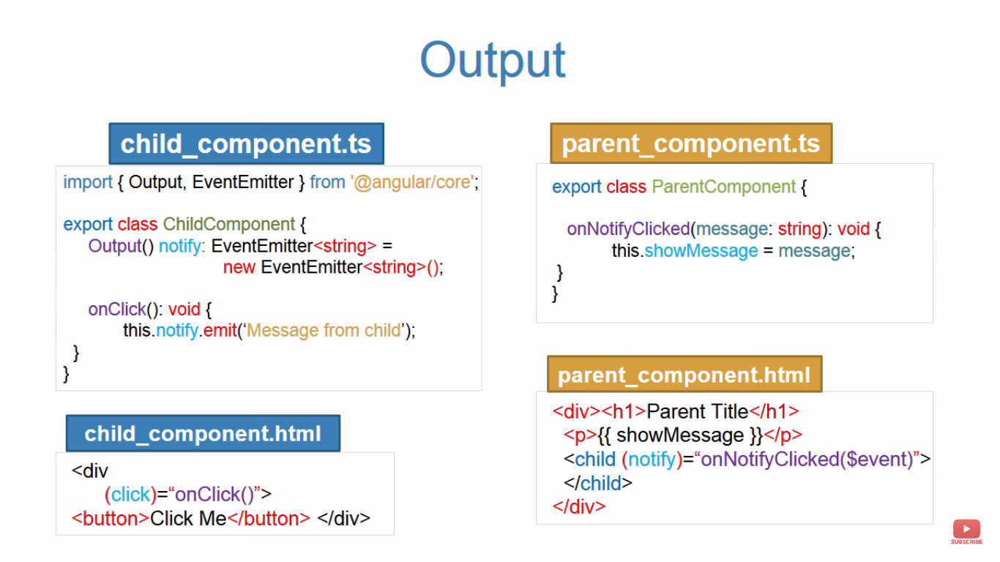 Output
child_component.ts
import { Output, EventEmitter } from '@angular/core';
export class ChildComponent {
Output() notify: EventEmitter<string> =
new EventEmitter<string>();
onClick(): void {
this.notify.emit(‘Message from child’);
}
}
child_component.html
<div
(click)=“onClick()”>
<button>Click Me</button> </div>
parent_component.ts
export class ParentComponent {
onNotifyClicked(message: string): void {
this.showMessage = message;
}
}
parent_component.html
<div><h1>Parent Title</h1>
<p>{{ showMessage }}</p>
<child (notify)=“onNotifyClicked($event)”>
</child>
</div>
SUBSCRIBE